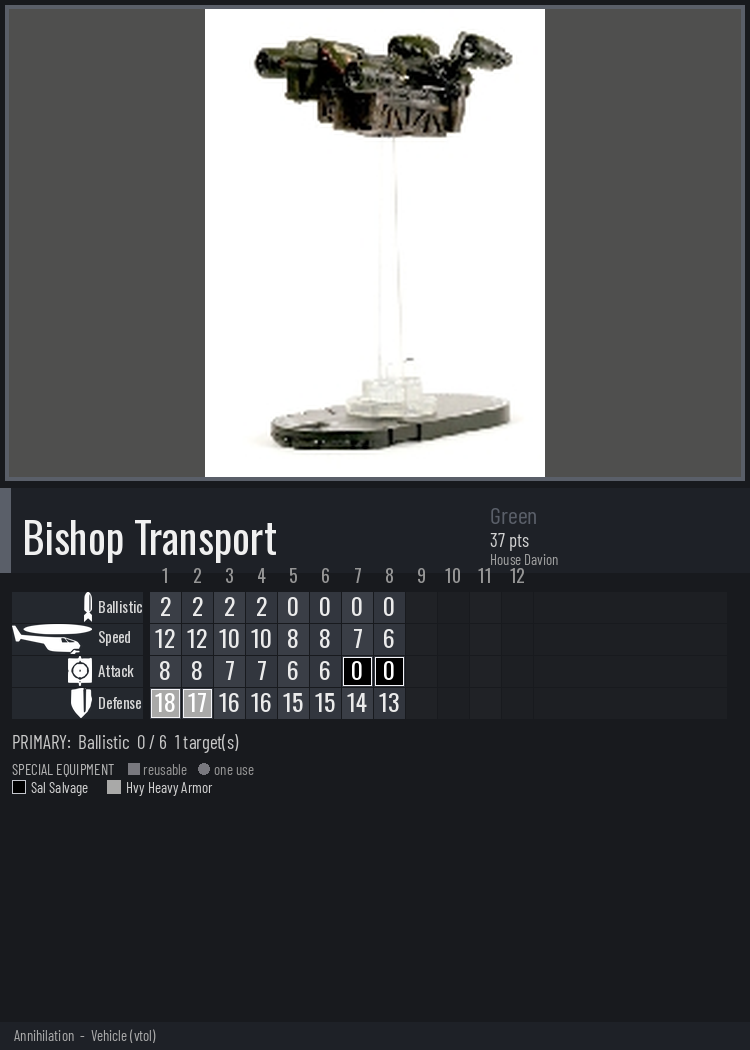 Bishop Transport
Green
37 pts
House Davion
1 2 3 4 5 6 7 8 9 10 11 12
Ballistic 2 2 2 2 0 0 0 0
Speed 12 12 10 10 8 8 7 6
Attack 8 8 7 7 6 6 0 0
Defense 18 17 16 16 15 15 14 13
PRIMARY: Ballistic 0 / 6 1 target(s)
SPECIAL EQUIPMENT reusable one use
Sal Salvage Hvy Heavy Armor
Annihilation - Vehicle (vtol)